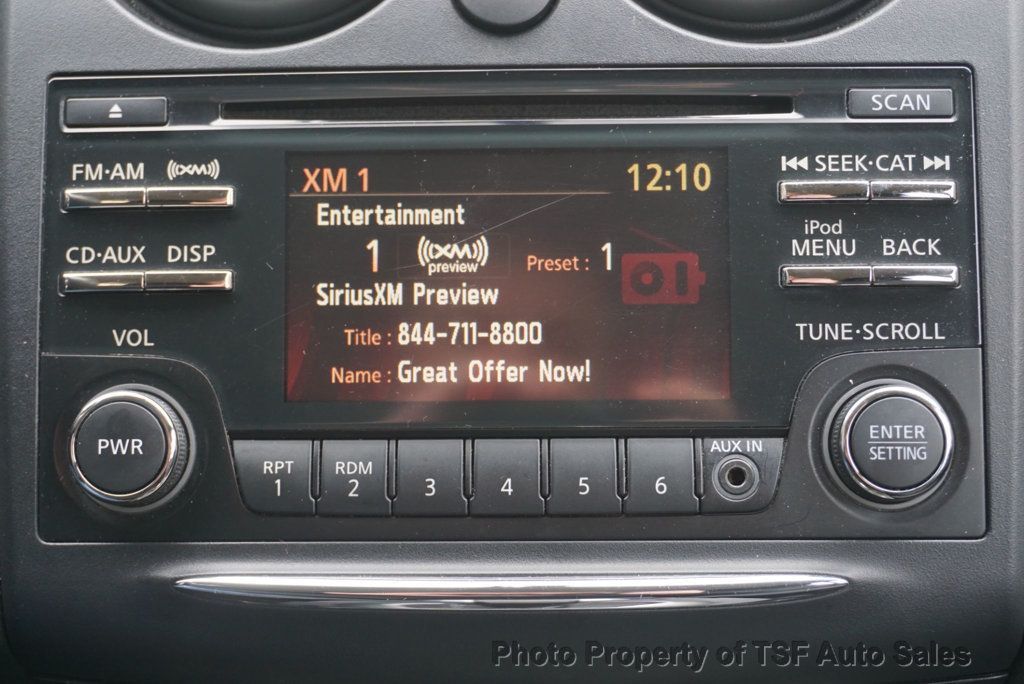 SCAN
FM·AM XM
SEEK·CAT
XM 1 12:10
Entertainment
1 XM preview Preset : 1
CD·AUX DISP
iPod
MENU BACK
SiriusXM Preview
VOL
Title : 844-711-8800
TUNE·SCROLL
Name : Great Offer Now!
PWR
ENTER
SETTING
AUX IN
RPT
1
RDM
2
3 4 5 6
Photo Property of TSF Auto Sales